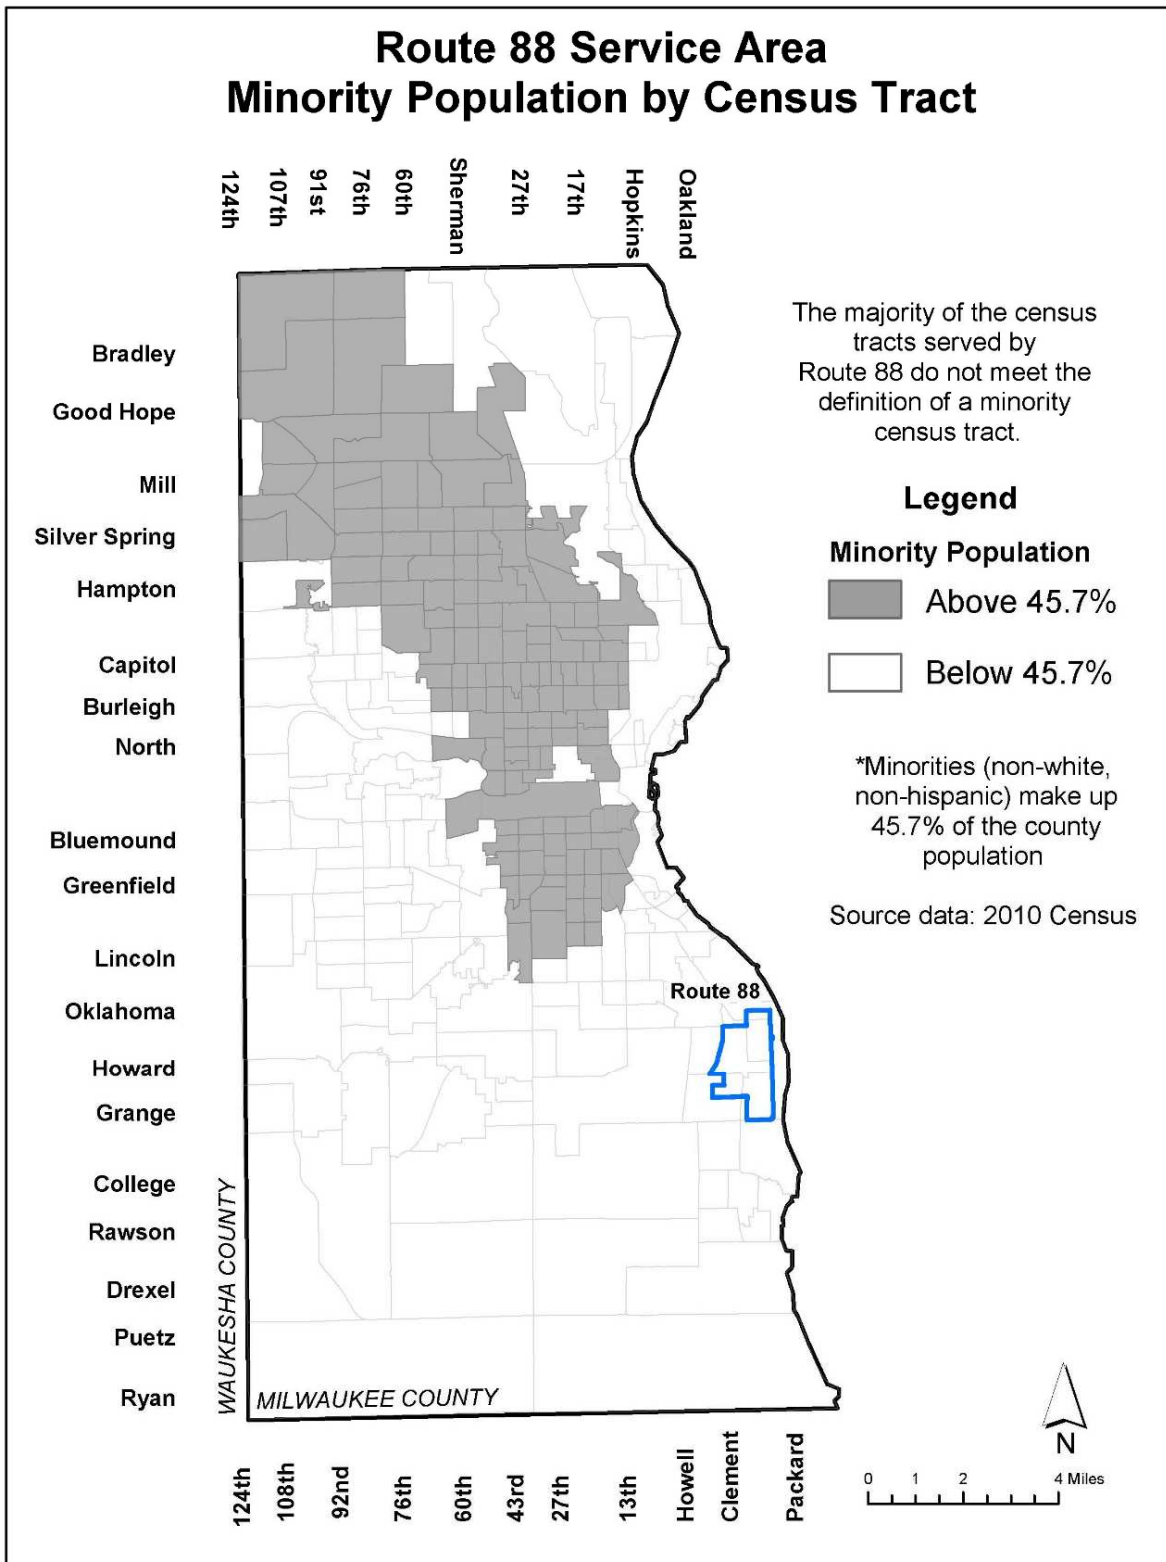 Route 88 Service Area
Minority Population by Census Tract
124th
107th
91st
76th
60th
Sherman
27th
17th
Hopkins
Oakland
Bradley
Good Hope
Mill
Silver Spring
Hampton
Capitol
Burleigh
North
Bluemound
Greenfield
Lincoln
Oklahoma
Howard
Grange
College
Rawson
Drexel
Puetz
Ryan
The majority of the census
tracts served by
Route 88 do not meet the
definition of a minority
census tract.
Legend
Minority Population
Above 45.7%
Below 45.7%
*Minorities (non-white,
non-hispanic) make up
45.7% of the county
population
Source data: 2010 Census
Route 88
WAUKESHA COUNTY
MILWAUKEE COUNTY
N
0 1 2 4 Miles
124th
108th
92nd
76th
60th
43rd
27th
13th
Howell
Clement
Packard